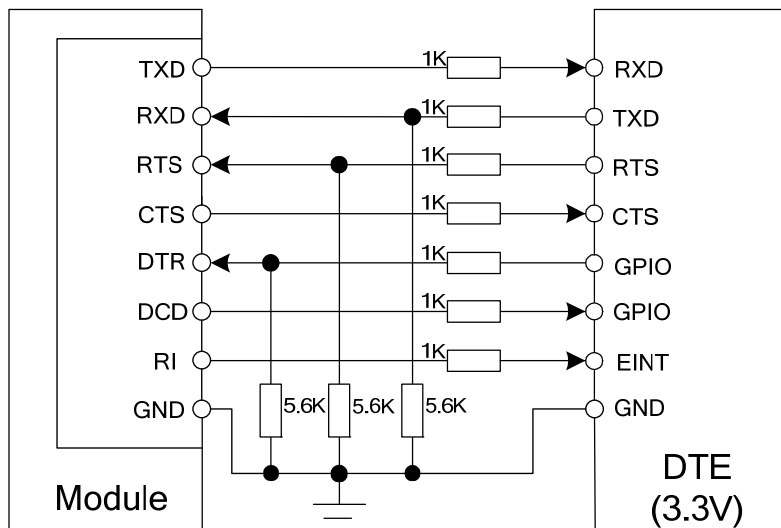 TXD 1K RXD
RXD 1K TXD
RTS 1K RTS
CTS 1K CTS
DTR 1K GPIO
DCD 1K GPIO
RI 1K EINT
GND 5.6K 5.6K 5.6K GND
Module DTE
(3.3V)